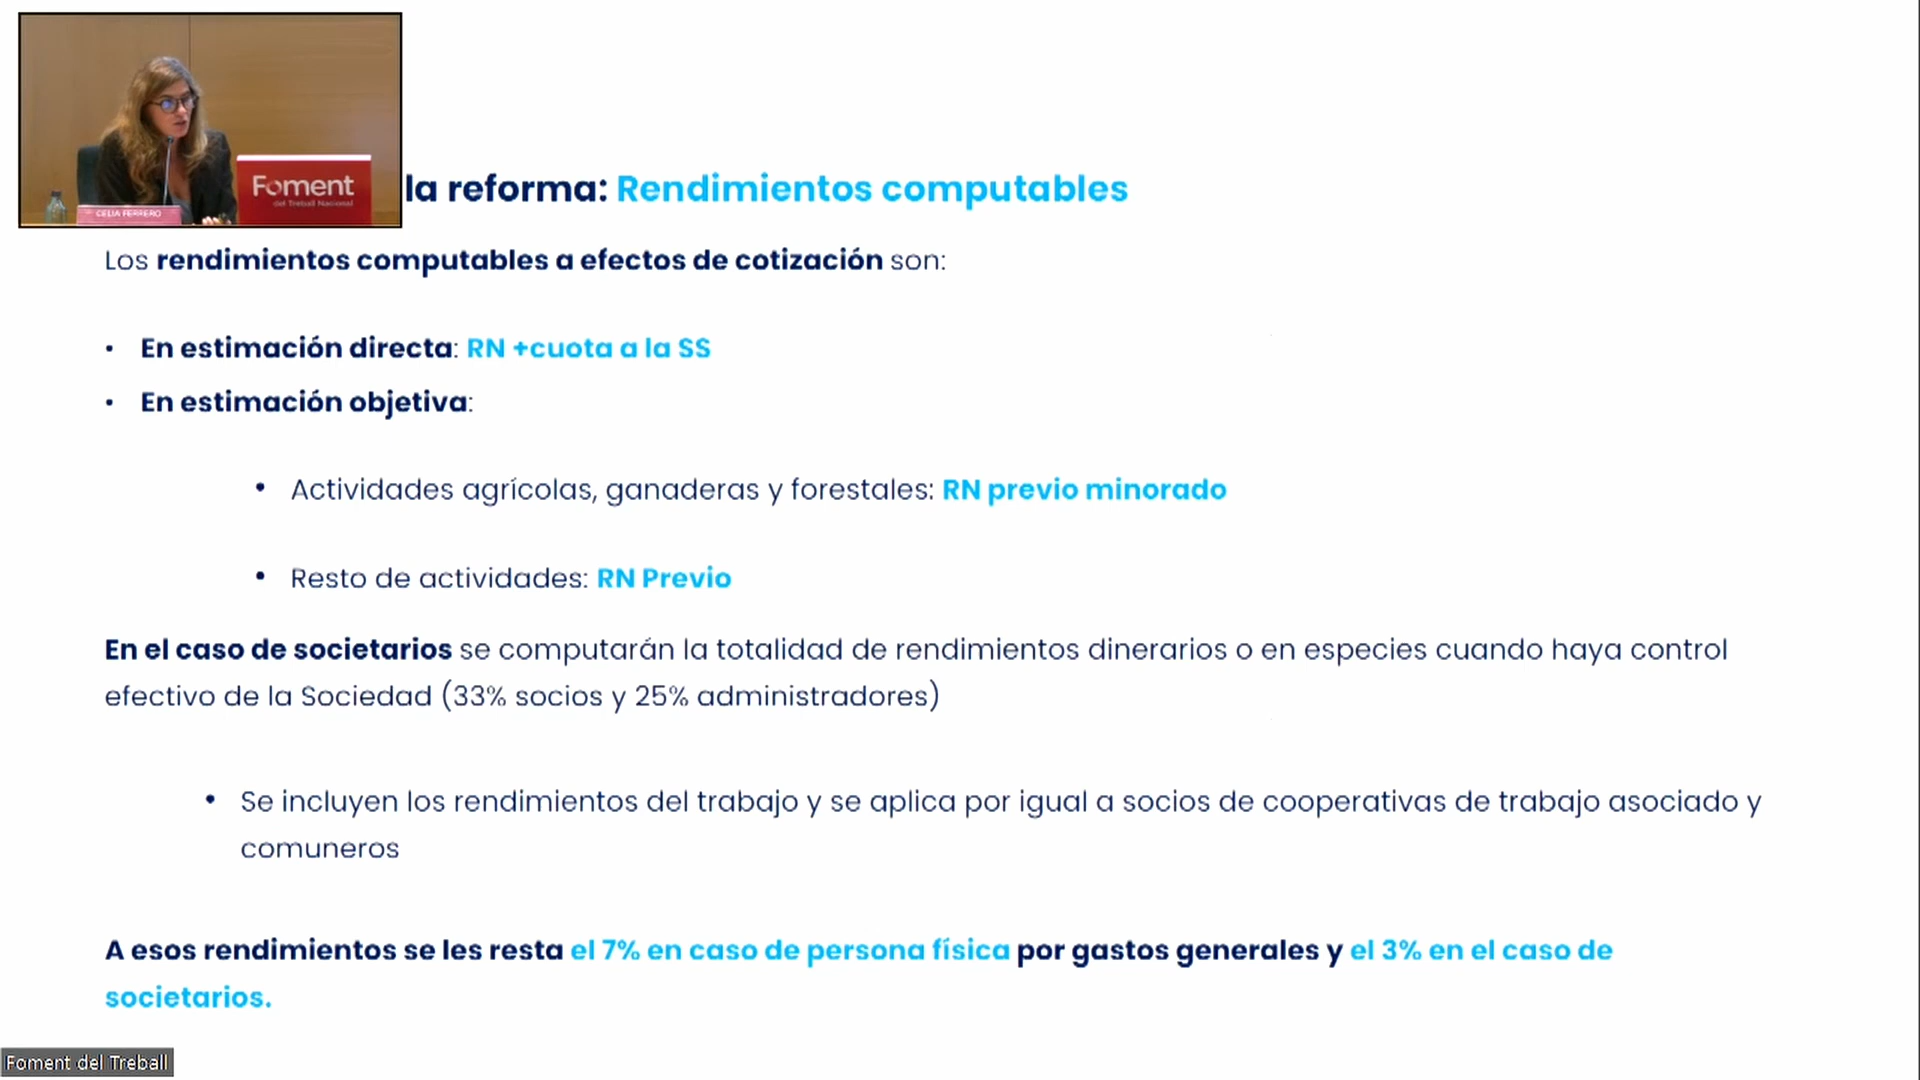 Foment
del Treball Nacional
CELIA FERRERO
la reforma: Rendimientos computables
Los rendimientos computables a efectos de cotización son:
• En estimación directa: RN +cuota a la SS
• En estimación objetiva:
• Actividades agrícolas, ganaderas y forestales: RN previo minorado
• Resto de actividades: RN Previo
En el caso de societarios se computarán la totalidad de rendimientos dinerarios o en especies cuando haya control
efectivo de la Sociedad (33% socios y 25% administradores)
• Se incluyen los rendimientos del trabajo y se aplica por igual a socios de cooperativas de trabajo asociado y
comuneros
A esos rendimientos se les resta el 7% en caso de persona física por gastos generales y el 3% en el caso de
societarios.
Foment del Treball